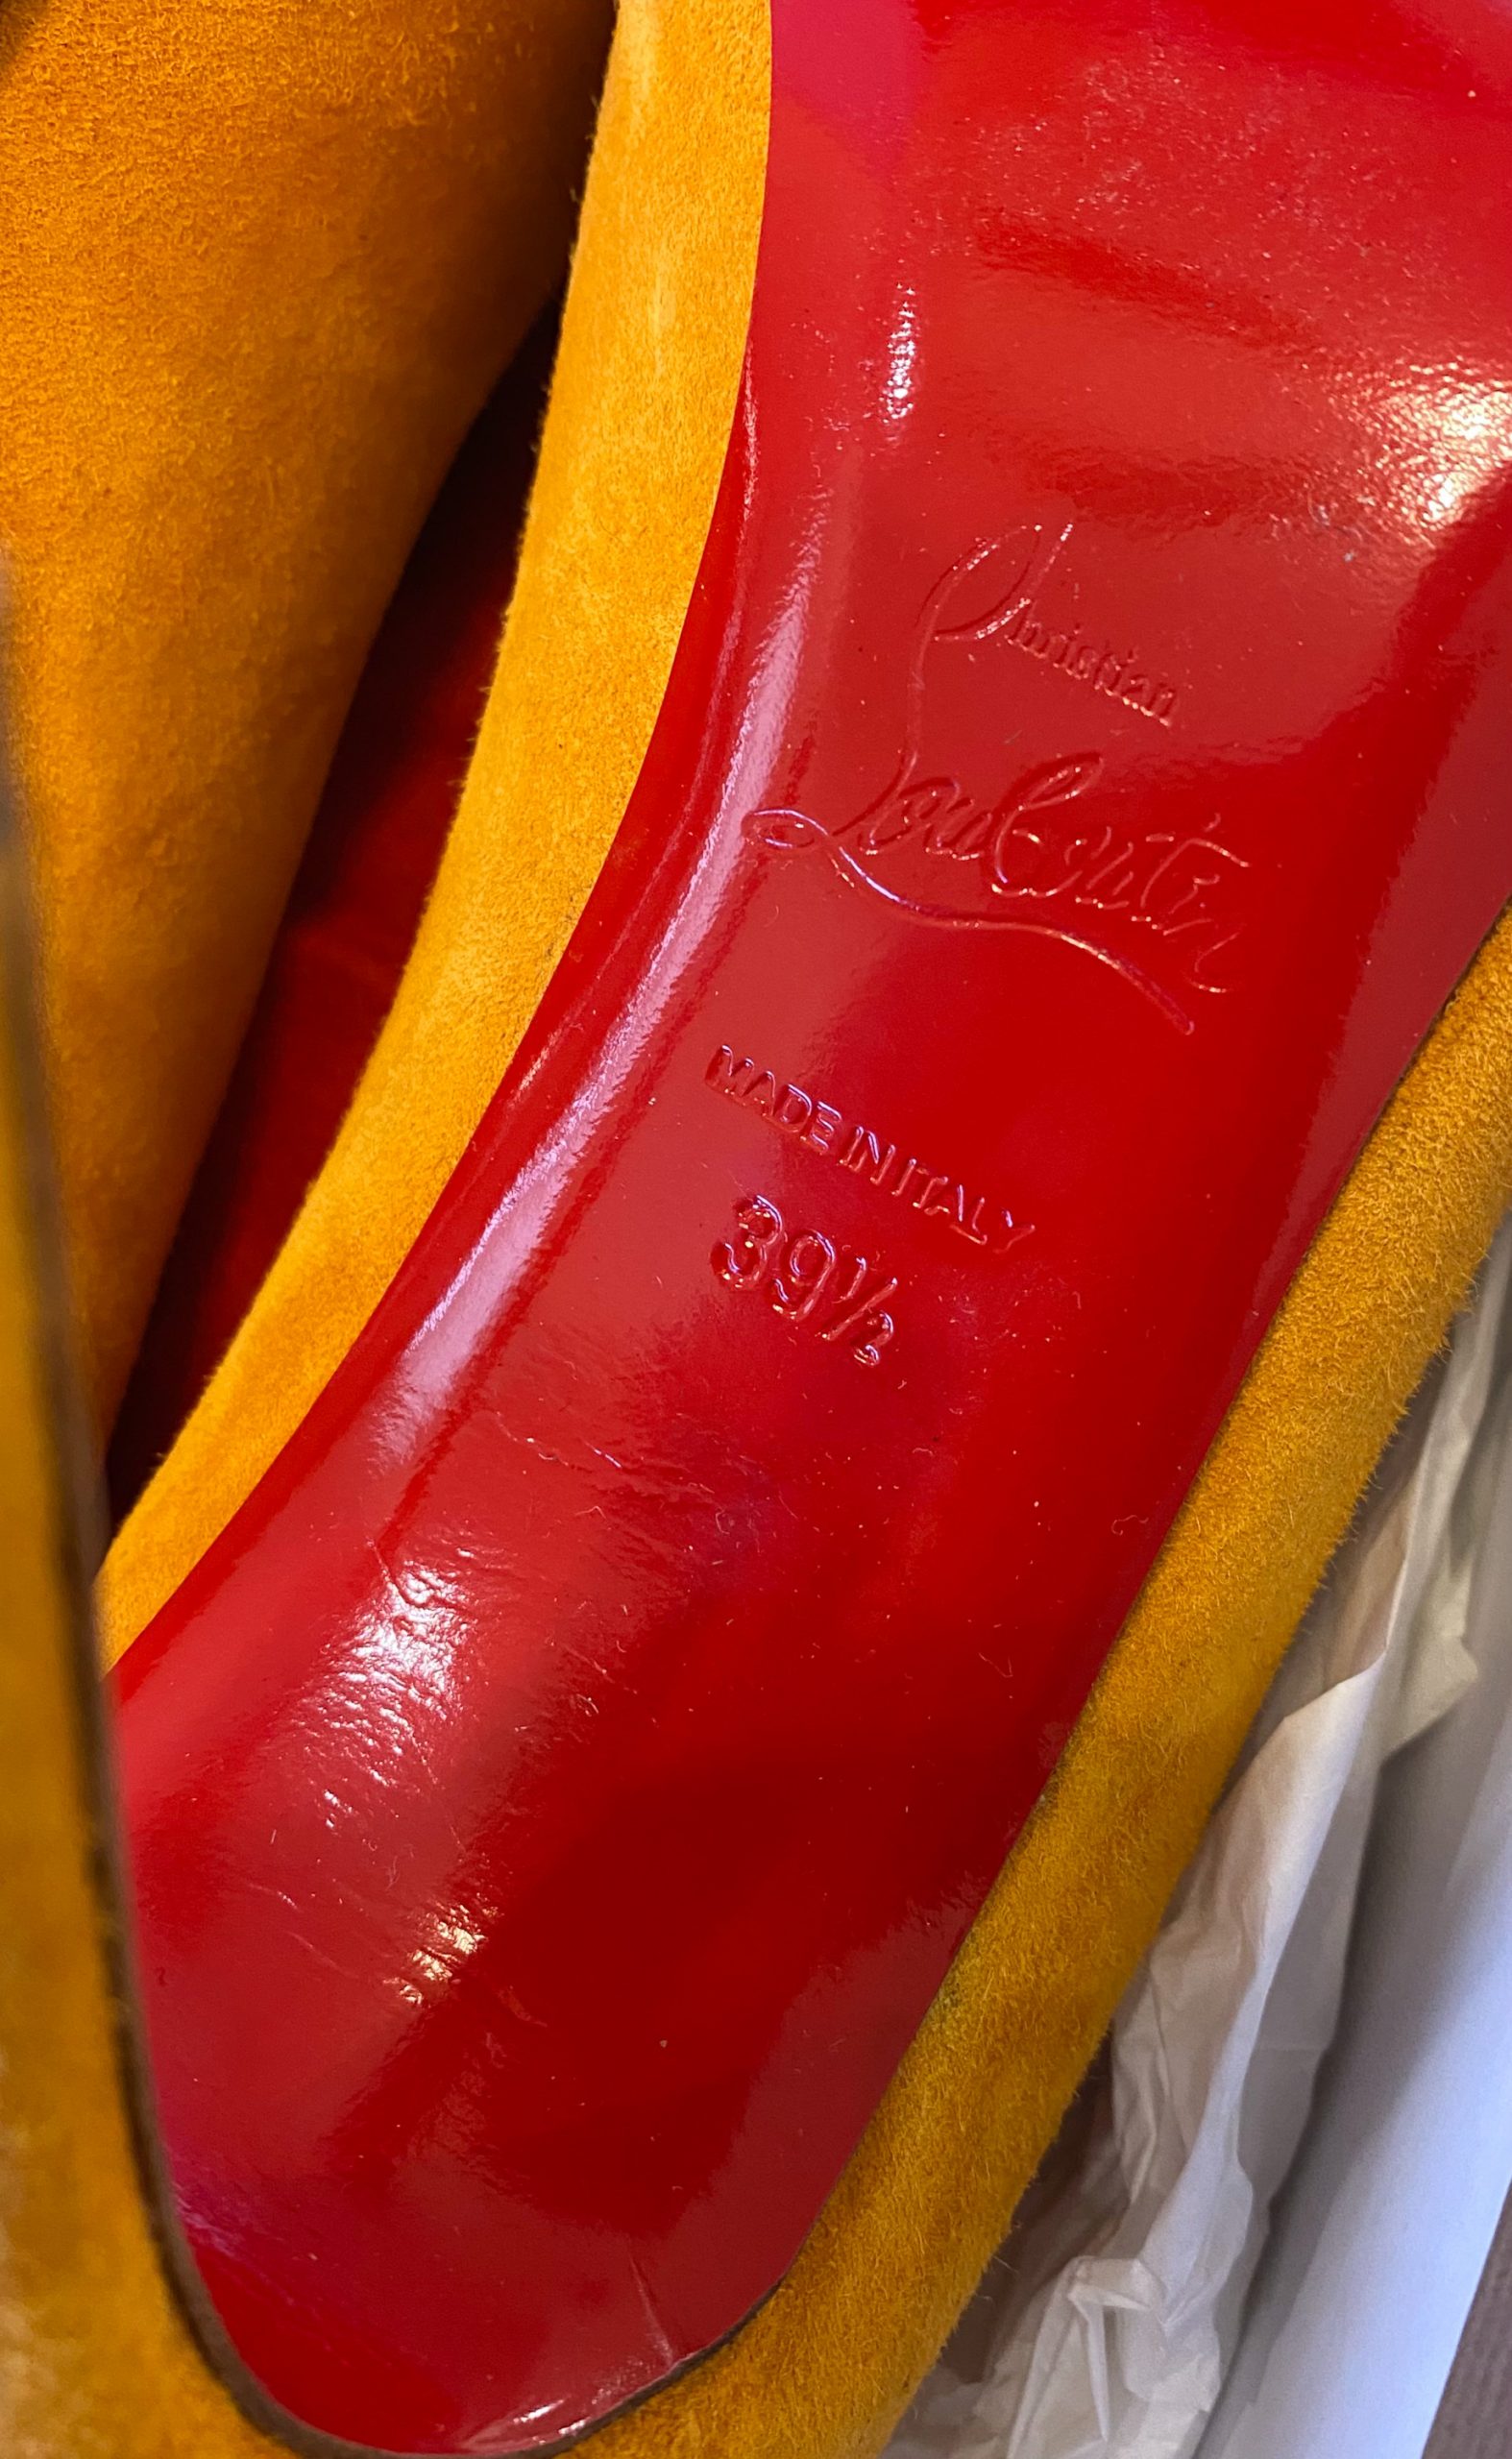 Christian
Louboutin
MADE IN ITALY
39½